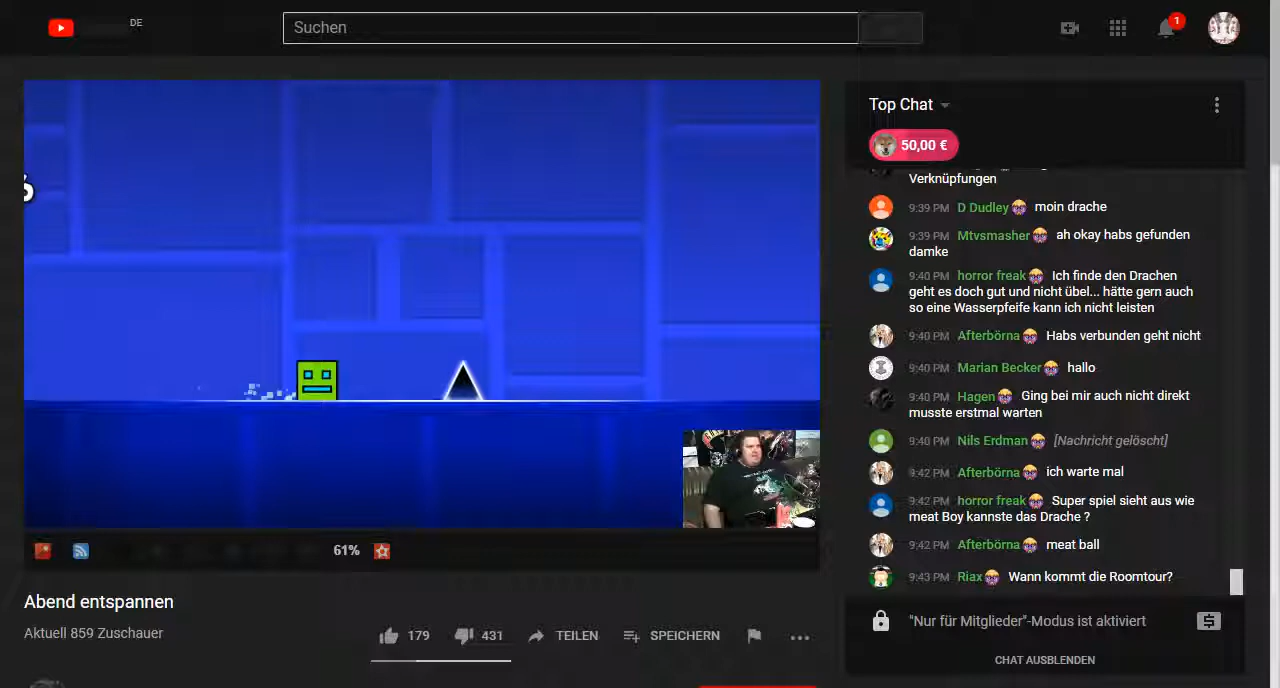 DE
Suchen
1
Top Chat
50,00 €
Verknüpfungen
9:39 PM D Dudley moin drache
9:39 PM Mtvsmasher ah okay habs gefunden
damke
9:40 PM horror freak Ich finde den Drachen
geht es doch gut und nicht übel... hätte gern auch
so eine Wasserpfeife kann ich nicht leisten
9:40 PM Afterbörna Habs verbunden geht nicht
9:40 PM Marian Becker hallo
9:40 PM Hagen Ging bei mir auch nicht direkt
musste erstmal warten
9:40 PM Nils Erdman [Nachricht gelöscht]
9:42 PM Afterbörna ich warte mal
9:42 PM horror freak Super spiel sieht aus wie
meat Boy kannste das Drache ?
9:42 PM Afterbörna meat ball
9:43 PM Riax Wann kommt die Roomtour?
"Nur für Mitglieder"-Modus ist aktiviert
CHAT AUSBLENDEN
61%
Abend entspannen
Aktuell 859 Zuschauer
179 431 TEILEN SPEICHERN